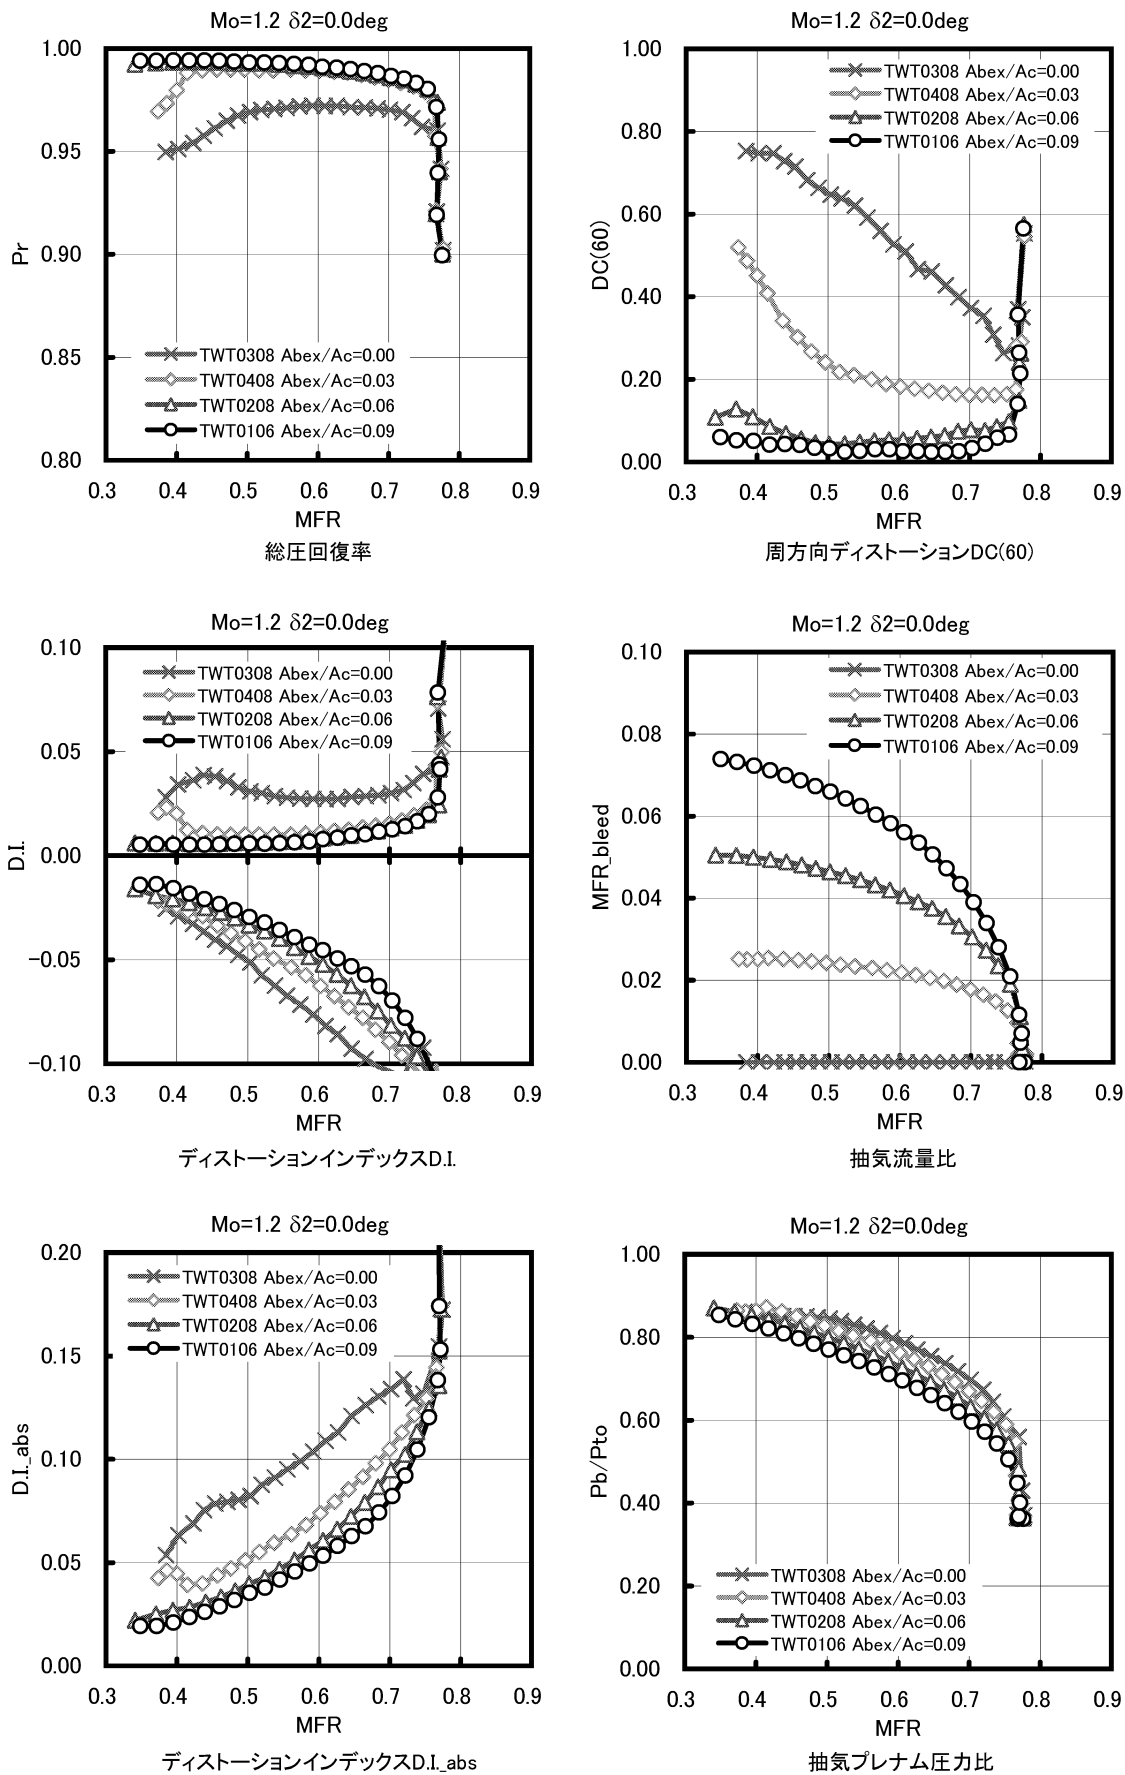 Mo=1.2 δ2=0.0deg
1.00
0.95
0.90
0.85
0.80
Pr
TWT0308 Abex/Ac=0.00
TWT0408 Abex/Ac=0.03
TWT0208 Abex/Ac=0.06
TWT0106 Abex/Ac=0.09
0.3 0.4 0.5 0.6 0.7 0.8 0.9
MFR
総圧回復率
Mo=1.2 δ2=0.0deg
1.00
0.80
0.60
0.40
0.20
0.00
DC(60)
TWT0308 Abex/Ac=0.00
TWT0408 Abex/Ac=0.03
TWT0208 Abex/Ac=0.06
TWT0106 Abex/Ac=0.09
0.3 0.4 0.5 0.6 0.7 0.8 0.9
MFR
周方向ディストーションDC(60)
Mo=1.2 δ2=0.0deg
0.10
0.05
0.00
-0.05
-0.10
D.I.
TWT0308 Abex/Ac=0.00
TWT0408 Abex/Ac=0.03
TWT0208 Abex/Ac=0.06
TWT0106 Abex/Ac=0.09
0.3 0.4 0.5 0.6 0.7 0.8 0.9
MFR
ディストーションインデックスD.I.
Mo=1.2 δ2=0.0deg
0.10
0.08
0.06
0.04
0.02
0.00
MFR_bleed
TWT0308 Abex/Ac=0.00
TWT0408 Abex/Ac=0.03
TWT0208 Abex/Ac=0.06
TWT0106 Abex/Ac=0.09
0.3 0.4 0.5 0.6 0.7 0.8 0.9
MFR
抽気流量比
Mo=1.2 δ2=0.0deg
0.20
0.15
0.10
0.05
0.00
D.I._abs
TWT0308 Abex/Ac=0.00
TWT0408 Abex/Ac=0.03
TWT0208 Abex/Ac=0.06
TWT0106 Abex/Ac=0.09
0.3 0.4 0.5 0.6 0.7 0.8 0.9
MFR
ディストーションインデックスD.I._abs
Mo=1.2 δ2=0.0deg
1.00
0.80
0.60
0.40
0.20
0.00
Pb/Pto
TWT0308 Abex/Ac=0.00
TWT0408 Abex/Ac=0.03
TWT0208 Abex/Ac=0.06
TWT0106 Abex/Ac=0.09
0.3 0.4 0.5 0.6 0.7 0.8 0.9
MFR
抽気プレナム圧力比